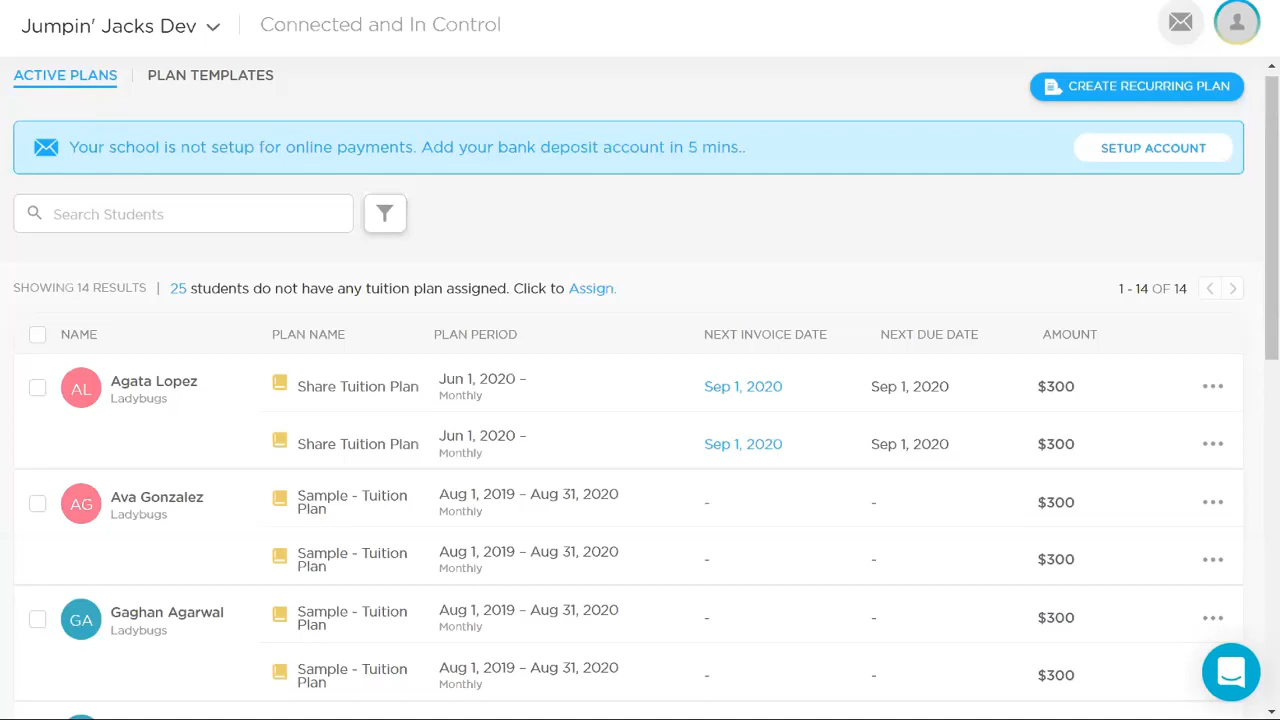 Jumpin' Jacks Dev
Connected and In Control
ACTIVE PLANS
PLAN TEMPLATES
CREATE RECURRING PLAN
Your school is not setup for online payments. Add your bank deposit account in 5 mins..
SETUP ACCOUNT
Search Students
SHOWING 14 RESULTS | 25 students do not have any tuition plan assigned. Click to Assign.
1 - 14 OF 14
NAME PLAN NAME PLAN PERIOD NEXT INVOICE DATE NEXT DUE DATE AMOUNT
AL
Agata Lopez
Ladybugs
Share Tuition Plan
Jun 1, 2020 –
Monthly
Sep 1, 2020
Sep 1, 2020
$300
Share Tuition Plan
Jun 1, 2020 –
Monthly
Sep 1, 2020
Sep 1, 2020
$300
AG
Ava Gonzalez
Ladybugs
Sample - Tuition
Plan
Aug 1, 2019 – Aug 31, 2020
Monthly
-
-
$300
Sample - Tuition
Plan
Aug 1, 2019 – Aug 31, 2020
Monthly
-
-
$300
GA
Gaghan Agarwal
Ladybugs
Sample - Tuition
Plan
Aug 1, 2019 – Aug 31, 2020
Monthly
-
-
$300
Sample - Tuition
Plan
Aug 1, 2019 – Aug 31, 2020
Monthly
-
-
$300